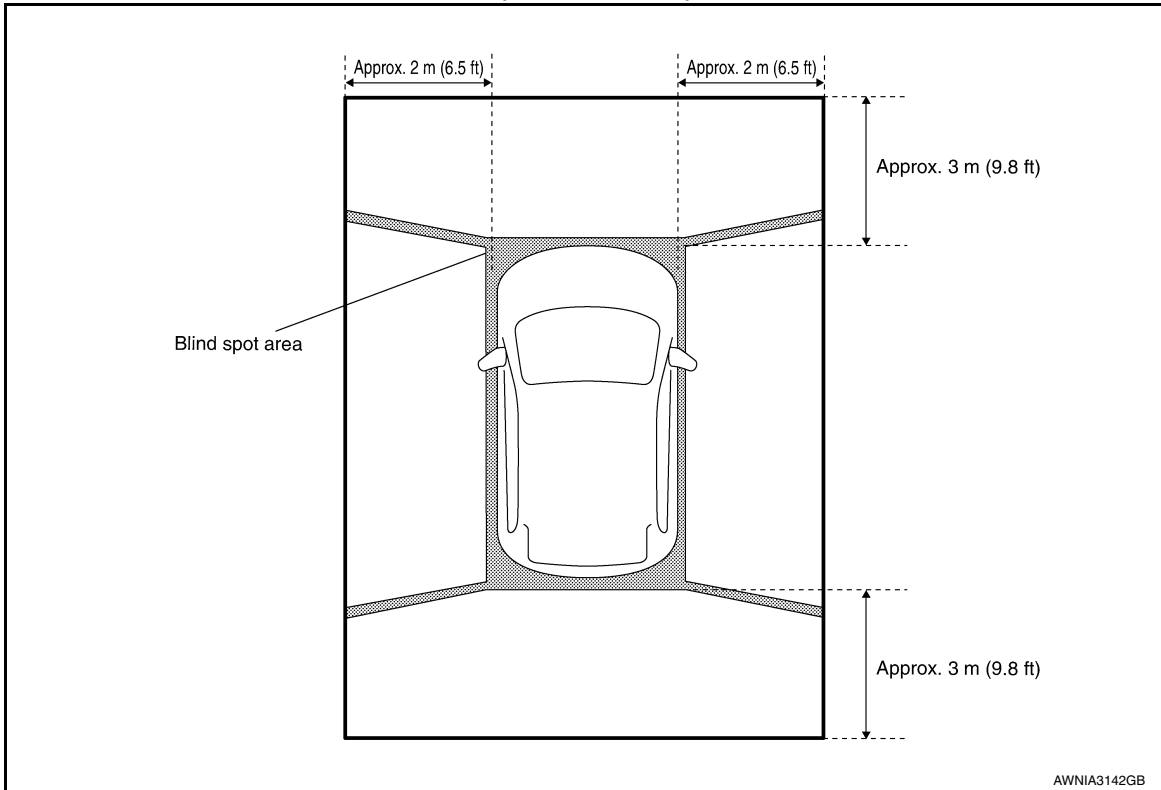 Approx. 2 m (6.5 ft)
Approx. 2 m (6.5 ft)
Approx. 3 m (9.8 ft)
Blind spot area
Approx. 3 m (9.8 ft)
AWNIA3142GB